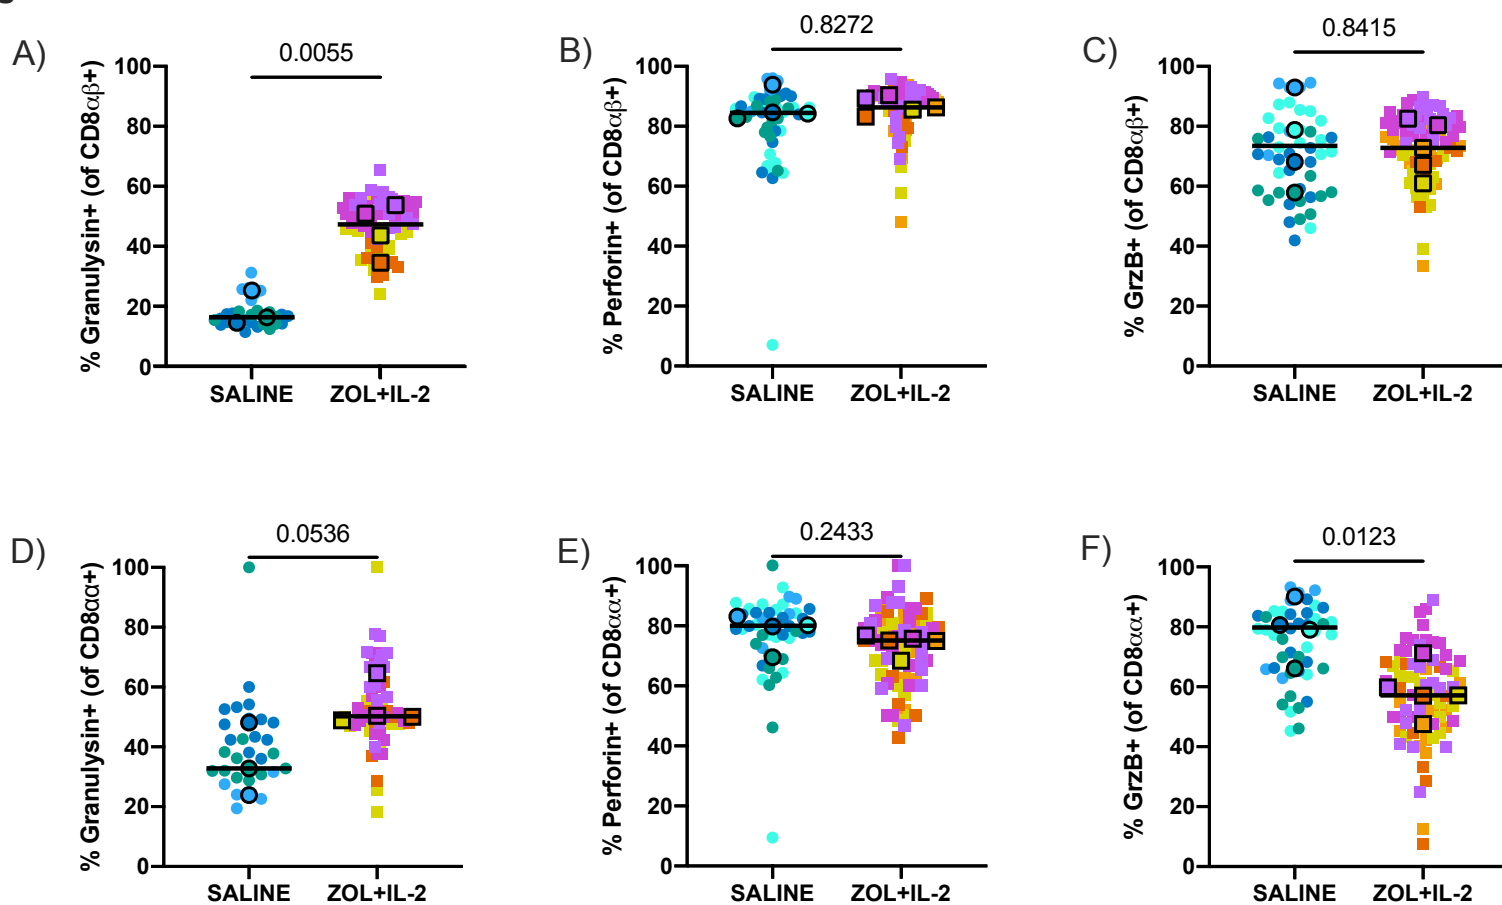 A)
0.0055
% Granulysin+ (of CD8αβ+)
100
80
60
40
20
0
SALINE
ZOL+IL-2
B)
0.8272
% Perforin+ (of CD8αβ+)
100
80
60
40
20
0
SALINE
ZOL+IL-2
C)
0.8415
% GrzB+ (of CD8αβ+)
100
80
60
40
20
0
SALINE
ZOL+IL-2
D)
0.0536
% Granulysin+ (of CD8αα+)
100
80
60
40
20
0
SALINE
ZOL+IL-2
E)
0.2433
% Perforin+ (of CD8αα+)
100
80
60
40
20
0
SALINE
ZOL+IL-2
F)
0.0123
% GrzB+ (of CD8αα+)
100
80
60
40
20
0
SALINE
ZOL+IL-2